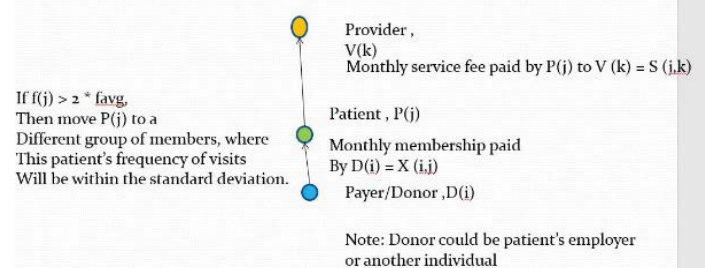 Provider ,
V(k)
Monthly service fee paid by P(j) to V (k) = S (j,k)
If f(j) > 2 * favg,
Then move P(j) to a
Different group of members, where
This patient's frequency of visits
Will be within the standard deviation.
Patient , P(j)
Monthly membership paid
By D(i) = X (i,j)
Payer/Donor ,D(i)
Note: Donor could be patient's employer
or another individual